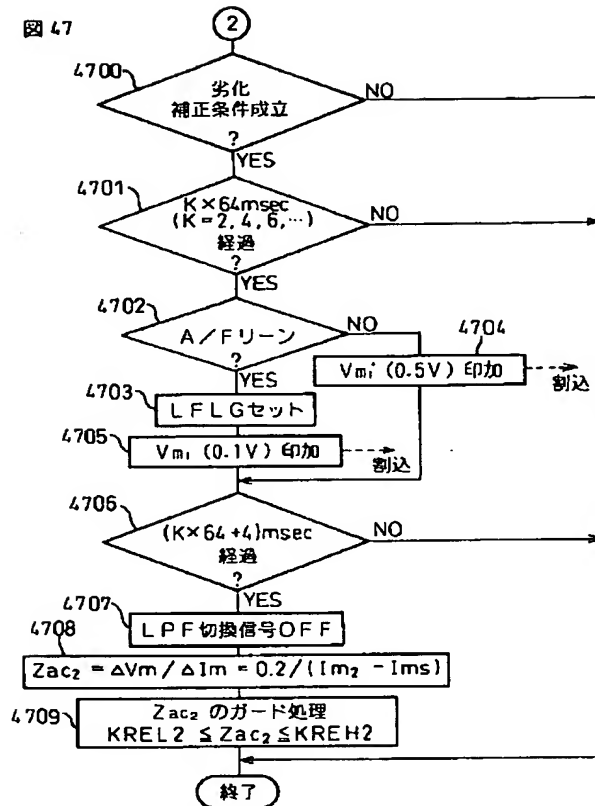 図 47
2
4700
劣化
補正条件成立
?
NO
YES
4701
K×64msec
(K=2, 4, 6, …)
経過
?
NO
YES
4702
A/Fリーン
?
NO
YES
4704
Vmi' (0.5V) 印加
割込
4703
LFLGセット
4705
Vmi (0.1V) 印加
割込
4706
(K×64+4)msec
経過
?
NO
YES
4707
LPF切換信号OFF
4708
Zac₂ = ΔVm/ΔIm = 0.2/(Im₂ - Ims)
4709
Zac₂ のガード処理
KREL2 ≦ Zac₂ ≦ KREH2
終了